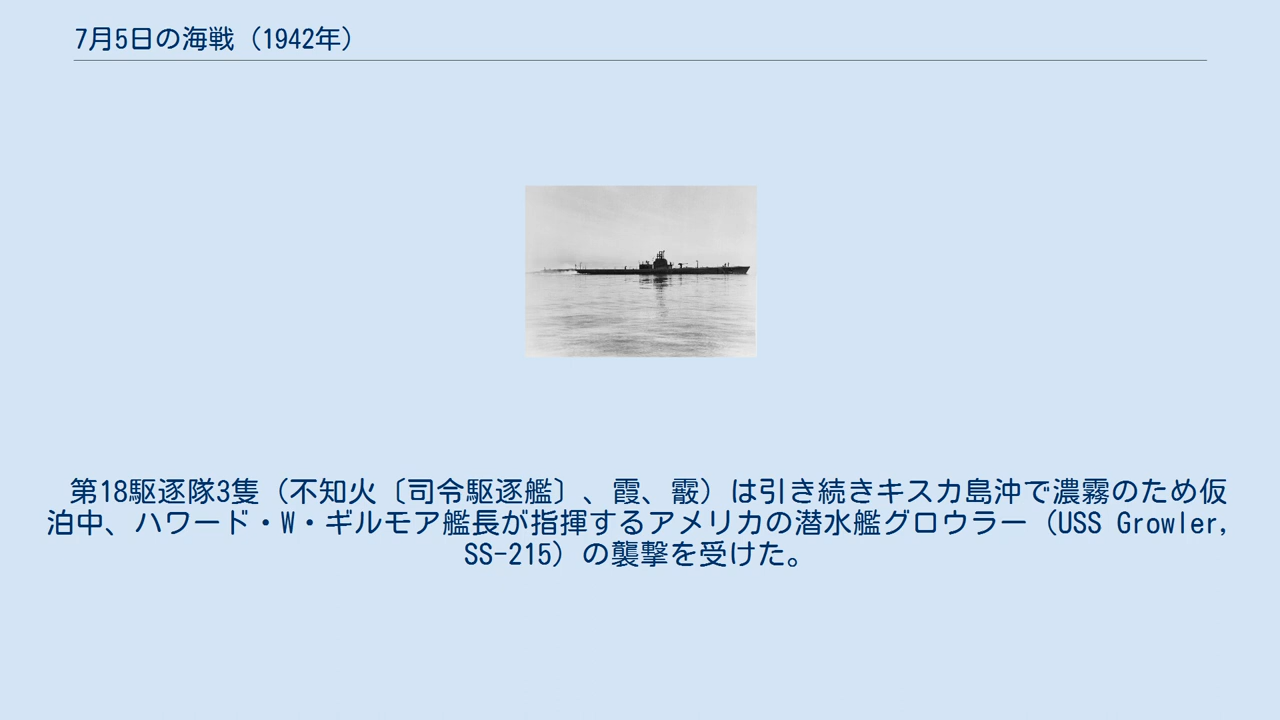 7月5日の海戦（1942年）
第18駆逐隊3隻（不知火〔司令駆逐艦〕、霞、霰）は引き続きキスカ島沖で濃霧のため仮
泊中、ハワード・W・ギルモア艦長が指揮するアメリカの潜水艦グロウラー（USS Growler,
SS-215）の襲撃を受けた。